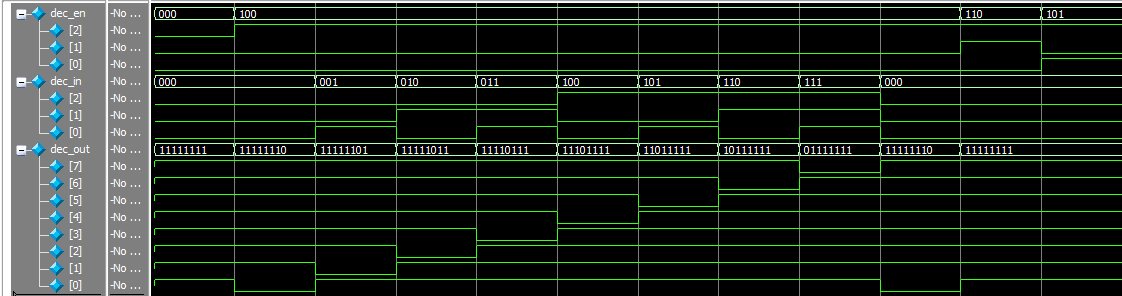 dec_en -No ... 000 100 110 101
[2] -No ...
[1] -No ...
[0] -No ...
dec_in -No ... 000 001 010 011 100 101 110 111 000
[2] -No ...
[1] -No ...
[0] -No ...
dec_out -No ... 11111111 11111110 11111101 11111011 11110111 11101111 11011111 10111111 01111111 11111110 11111111
[7] -No ...
[6] -No ...
[5] -No ...
[4] -No ...
[3] -No ...
[2] -No ...
[1] -No ...
[0] -No ...